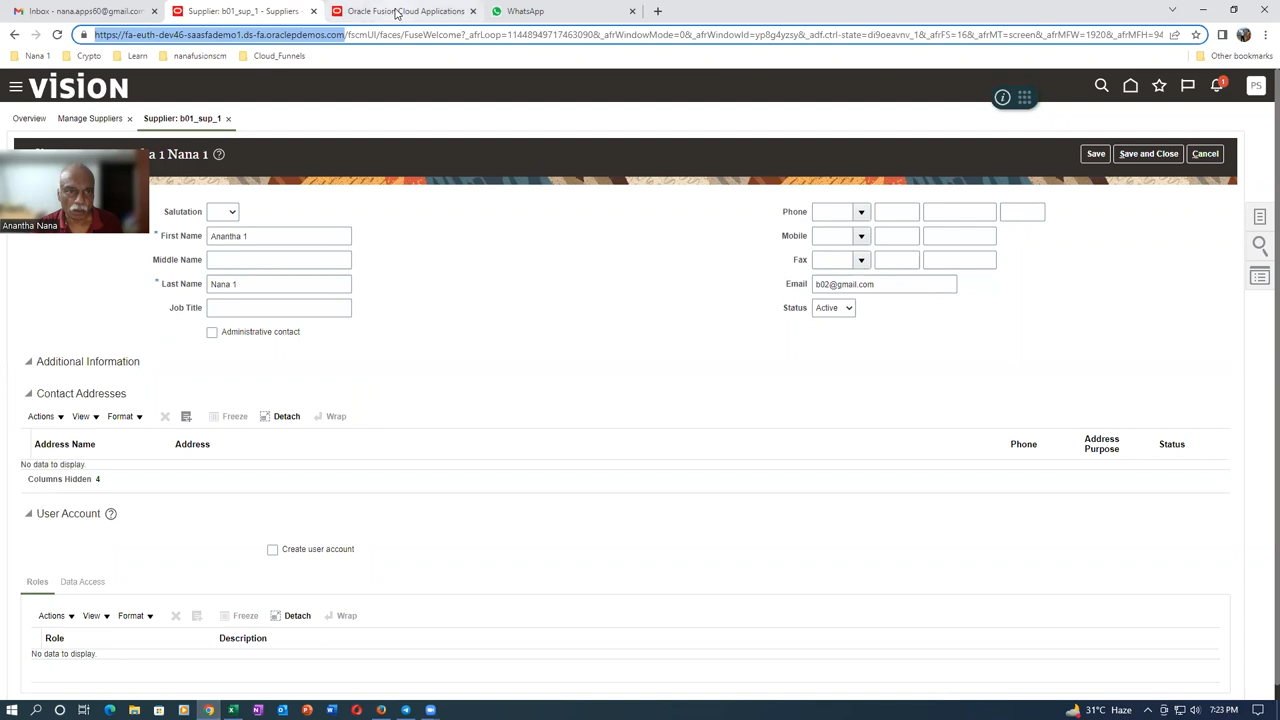 Inbox - nana.apps60@gmail.com
Supplier: b01_sup_1 - Suppliers
Oracle Fusion Cloud Applications
WhatsApp
https://fa-euth-dev46-saasfademo1.ds-fa.oraclepdemos.com/fscmUI/faces/FuseWelcome?_afrLoop=11448949717463090&_afrWindowMode=0&_afrWindowId=yp8g4yzsy&_adf.ctrl-state=di9oeavnv_1&_afrFS=16&_afrMT=screen&_afrMFW=1920&_afrMFH=94
Nana 1
Crypto
Learn
nanafusionscm
Cloud_Funnels
Other bookmarks
VISION
1
PS
Overview
Manage Suppliers
Supplier: b01_sup_1
a 1 Nana 1
Save
Save and Close
Cancel
Anantha Nana
Salutation
* First Name Anantha 1
Middle Name
* Last Name Nana 1
Job Title
Administrative contact
Phone
Mobile
Fax
Email b02@gmail.com
Status Active
Additional Information
Contact Addresses
Actions View Format Freeze Detach Wrap
Address Name Address Phone Address Purpose Status
No data to display.
Columns Hidden 4
User Account
Create user account
Roles Data Access
Actions View Format Freeze Detach Wrap
Role Description
No data to display.
31°C Haze
7:23 PM